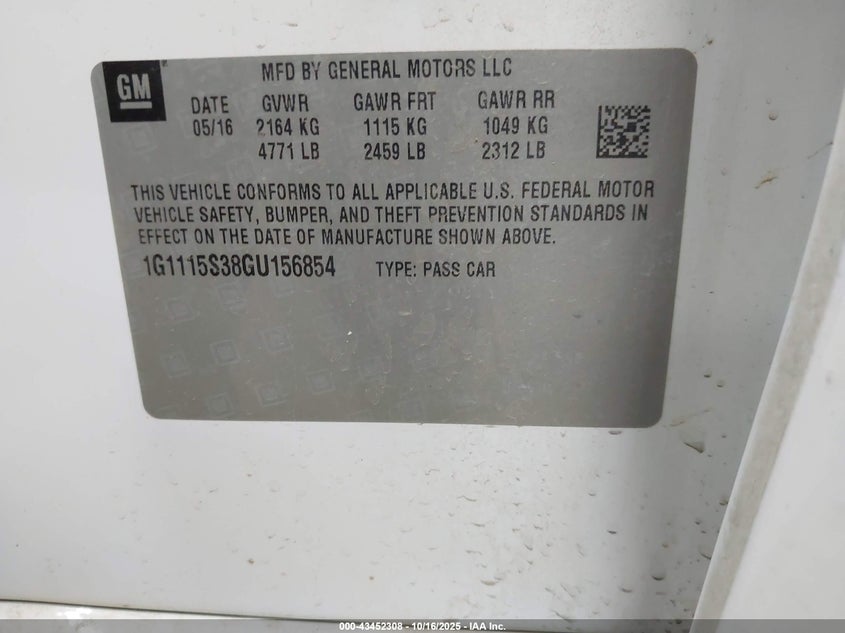 GM
MFD BY GENERAL MOTORS LLC
DATE GVWR GAWR FRT GAWR RR
05/16 2164 KG 1115 KG 1049 KG
4771 LB 2459 LB 2312 LB
THIS VEHICLE CONFORMS TO ALL APPLICABLE U.S. FEDERAL MOTOR
VEHICLE SAFETY, BUMPER, AND THEFT PREVENTION STANDARDS IN
EFFECT ON THE DATE OF MANUFACTURE SHOWN ABOVE.
1G1115S38GU156854 TYPE: PASS CAR
000-43452308 - 10/16/2025 - IAA Inc.